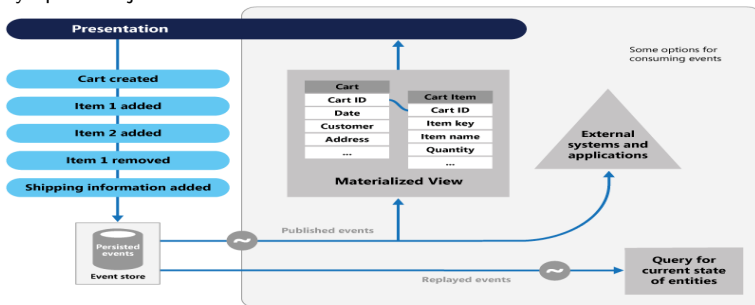 Presentation
Some options for
consuming events
Cart created
Item 1 added
Item 2 added
Item 1 removed
Shipping information added
Cart
Cart ID
Date
Customer
Address
...
Cart Item
Cart ID
Item key
Item name
Quantity
...
Materialized View
External
systems and
applications
Persisted
events
Event store
Published events
Replayed events
Query for
current state
of entities